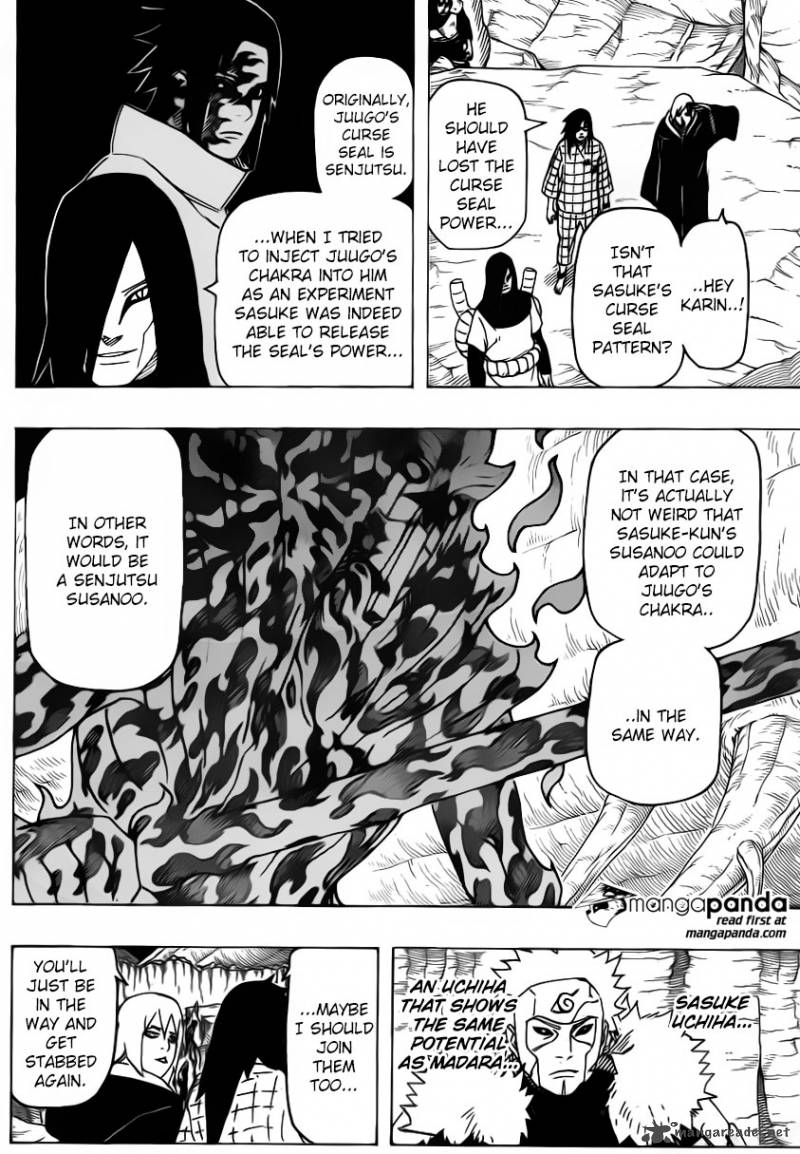 ..HEY
KARIN..!
ISN'T
THAT
SASUKE'S
CURSE
SEAL
PATTERN?
HE
SHOULD
HAVE
LOST THE
CURSE
SEAL
POWER...
ORIGINALLY,
JUUGO'S
CURSE
SEAL IS
SENJUTSU.
...WHEN I TRIED
TO INJECT JUUGO'S
CHAKRA INTO HIM
AS AN EXPERIMENT
SASUKE WAS INDEED
ABLE TO RELEASE
THE SEAL'S POWER...
IN THAT CASE,
IT'S ACTUALLY
NOT WEIRD THAT
SASUKE-KUN'S
SUSANOO COULD
ADAPT TO
JUUGO'S
CHAKRA..
..IN THE
SAME WAY.
IN OTHER
WORDS, IT
WOULD BE
A SENJUTSU
SUSANOO.
mangapanda
read first at
mangapanda.com
SASUKE
UCHIHA...
AN UCHIHA
THAT SHOWS
THE SAME
POTENTIAL
AS MADARA...
...MAYBE
I SHOULD
JOIN
THEM
TOO...
YOU'LL
JUST BE
IN THE
WAY AND
GET
STABBED
AGAIN.
mangareader.net